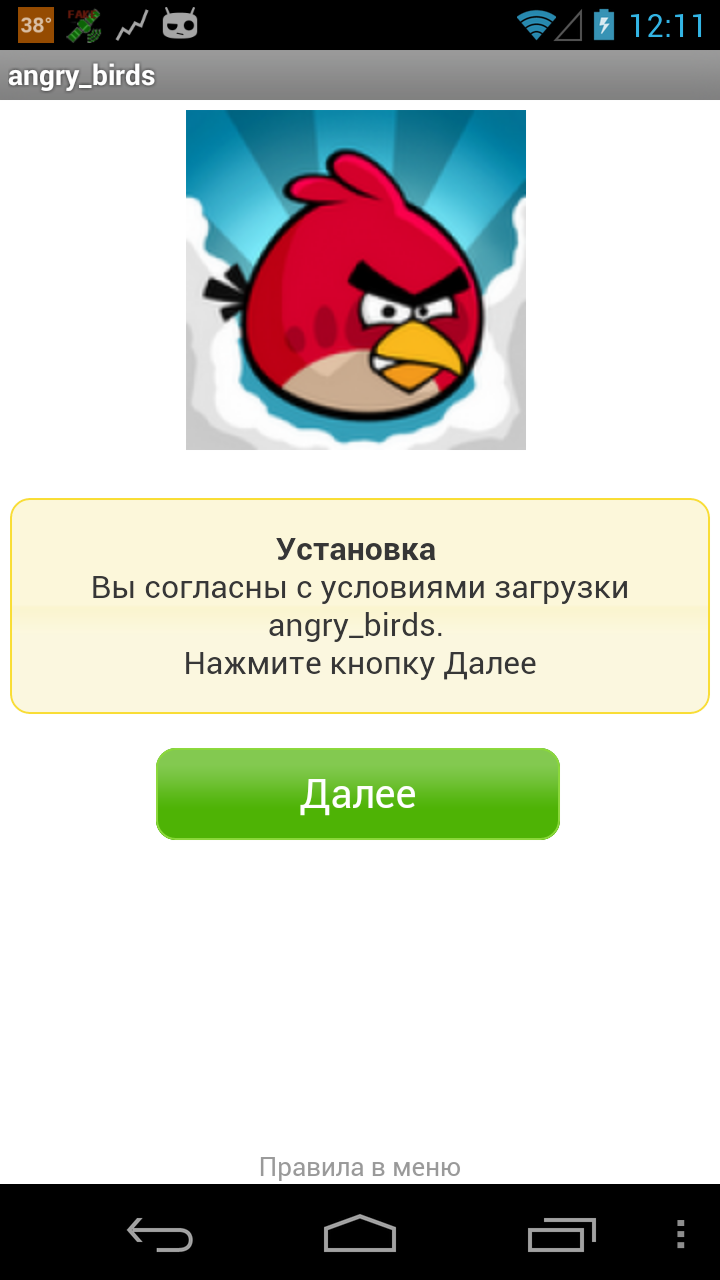 38°
FAKE
12:11
angry_birds
Установка
Вы согласны с условиями загрузки
angry_birds.
Нажмите кнопку Далее
Далее
Правила в меню